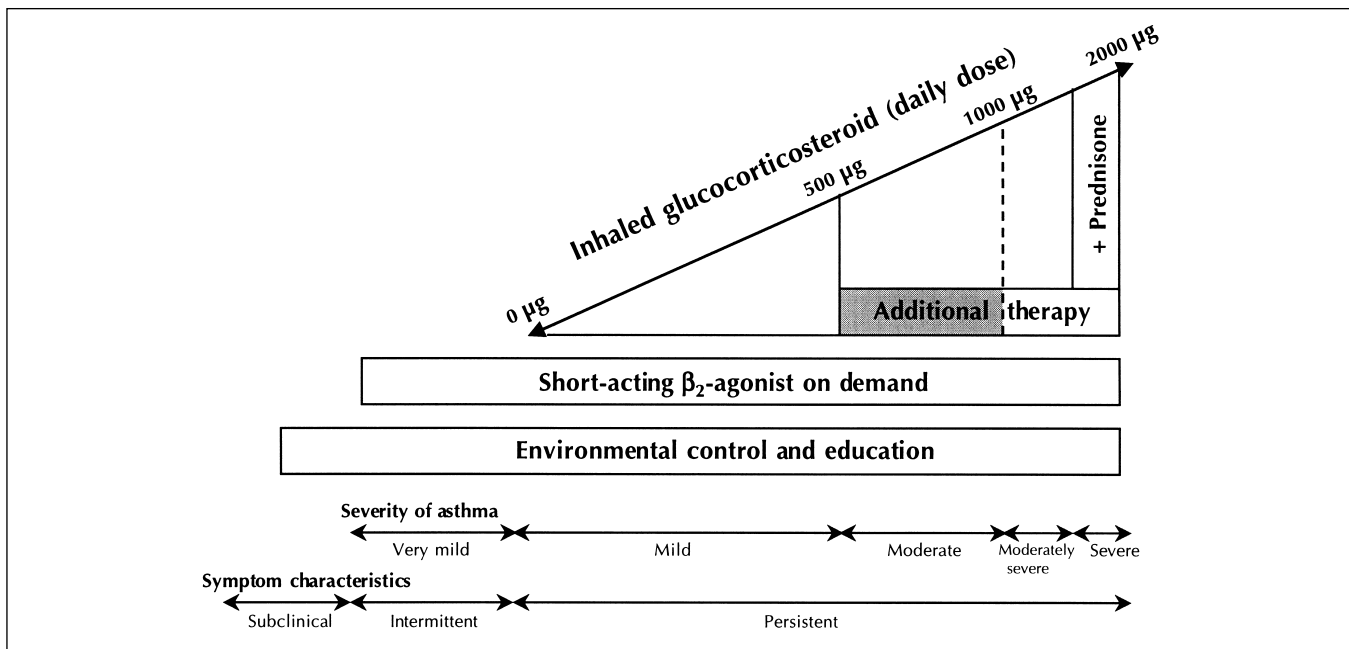 2000 µg
Inhaled glucocorticosteroid (daily dose)
1000 µg
500 µg
+ Prednisone
0 µg
Additional therapy
Short-acting β₂-agonist on demand
Environmental control and education
Severity of asthma
Very mild
Mild
Moderate
Moderately
severe
Severe
Symptom characteristics
Subclinical
Intermittent
Persistent